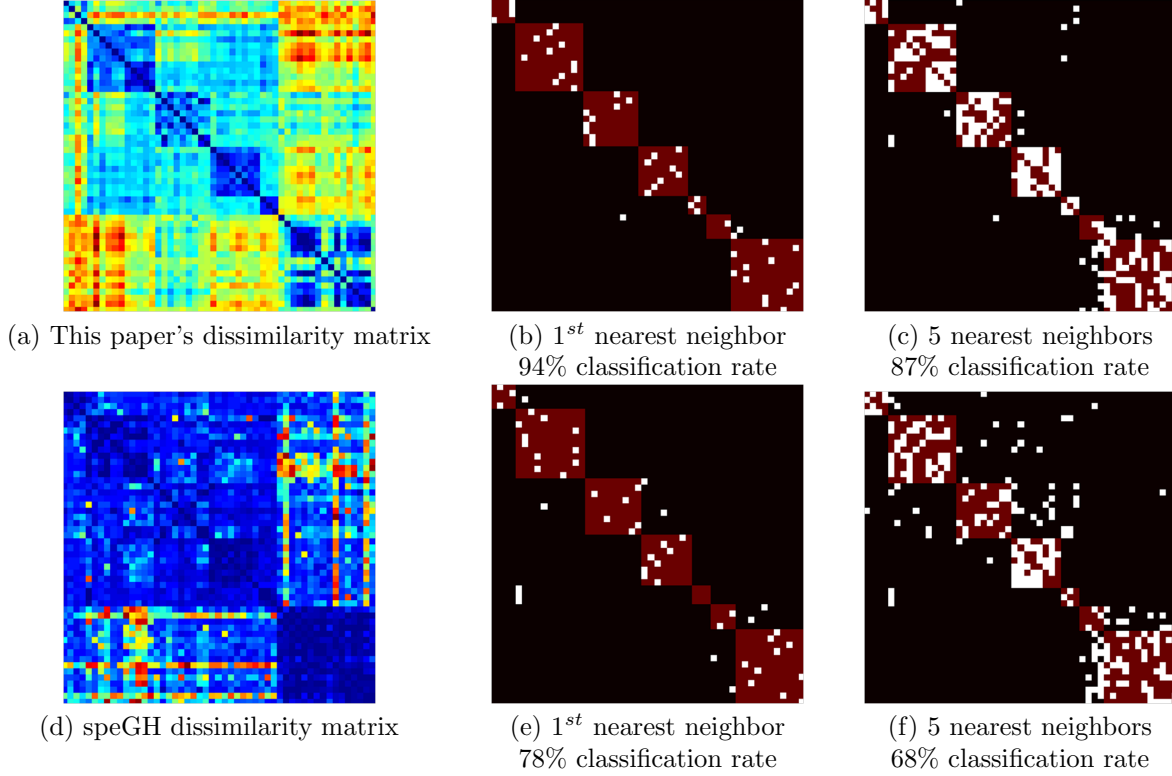 (a) This paper's dissimilarity matrix
(b) 1st nearest neighbor
94% classification rate
(c) 5 nearest neighbors
87% classification rate
(d) speGH dissimilarity matrix
(e) 1st nearest neighbor
78% classification rate
(f) 5 nearest neighbors
68% classification rate